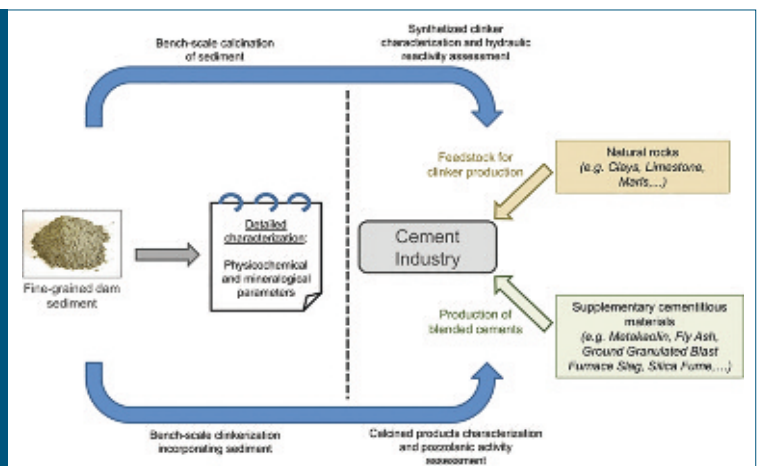 Bench-scale calcination
of sediment
Synthetized clinker
characterization and hydraulic
reactivity assessment
Feedstock for
clinker production
Natural rocks
(e.g. Clays, Limestone,
Marls,...)
Detailed
characterization:
Physicochemical
and mineralogical
parameters
Cement
Industry
Fine-grained dam
sediment
Production of
blended cements
Supplementary cementitious
materials
(e.g. Metakaolin, Fly Ash,
Ground Granulated Blast
Furnace Slag, Silica Fume,...)
Bench-scale clinkerization
incorporating sediment
Calcined products characterization
and pozzolanic activity
assessment